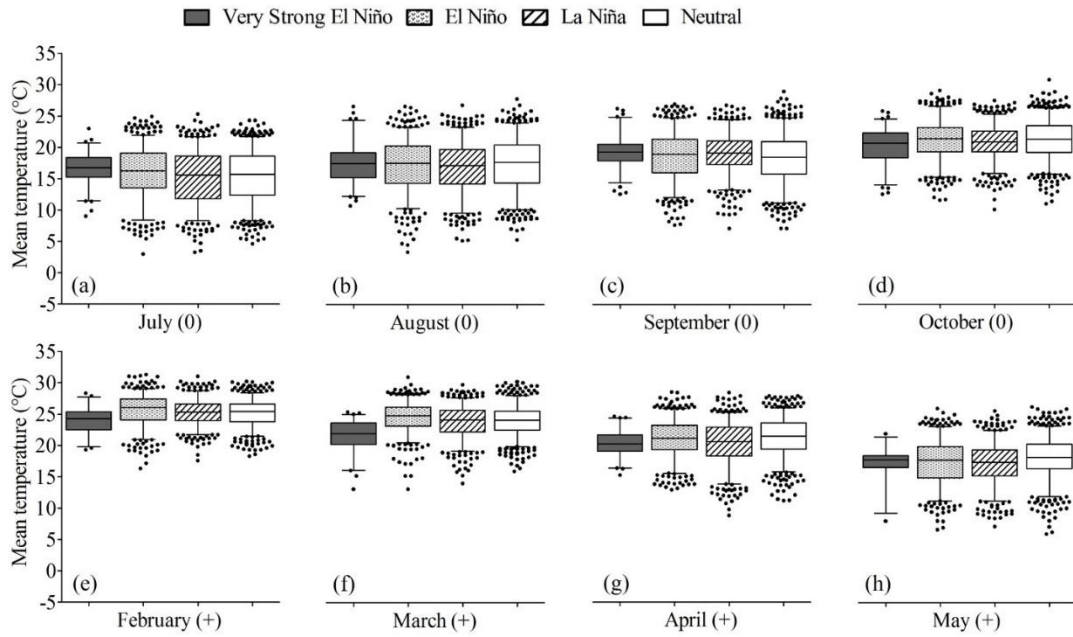 Very Strong El Niño El Niño La Niña Neutral
Mean temperature (°C)
35
30
25
20
15
10
5
0
-5
(a) (b) (c) (d)
July (0) August (0) September (0) October (0)
Mean temperature (°C)
35
30
25
20
15
10
5
0
-5
(e) (f) (g) (h)
February (+) March (+) April (+) May (+)